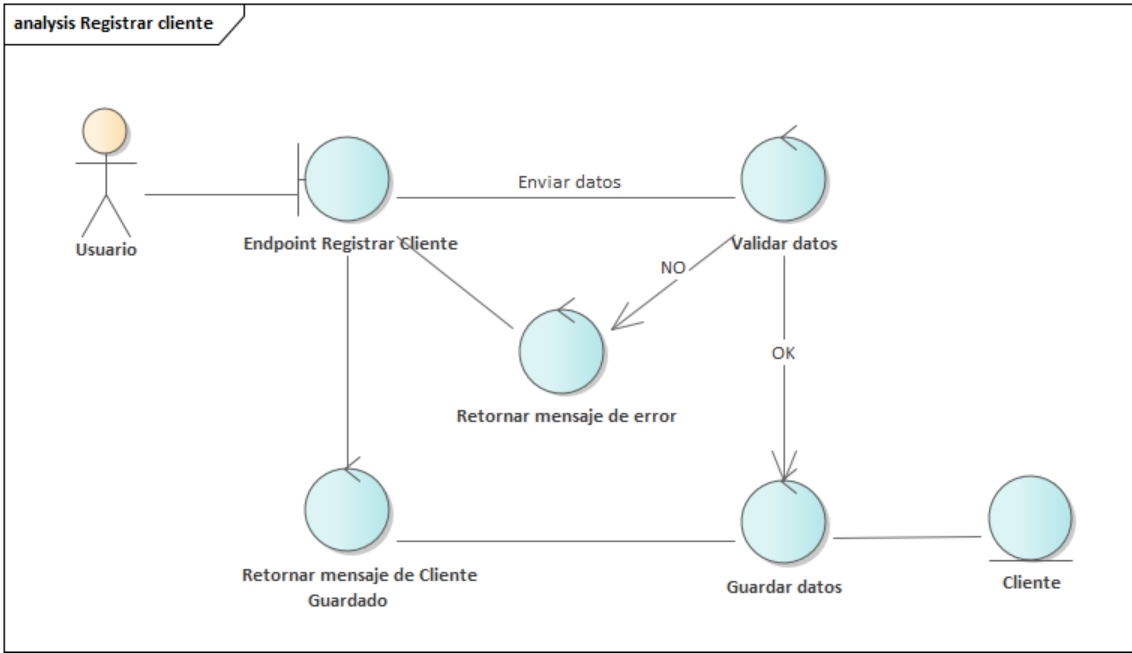 analysis Registrar cliente
Enviar datos
Usuario
Endpoint Registrar Cliente
Validar datos
NO
OK
Retornar mensaje de error
Retornar mensaje de Cliente
Guardado
Guardar datos
Cliente